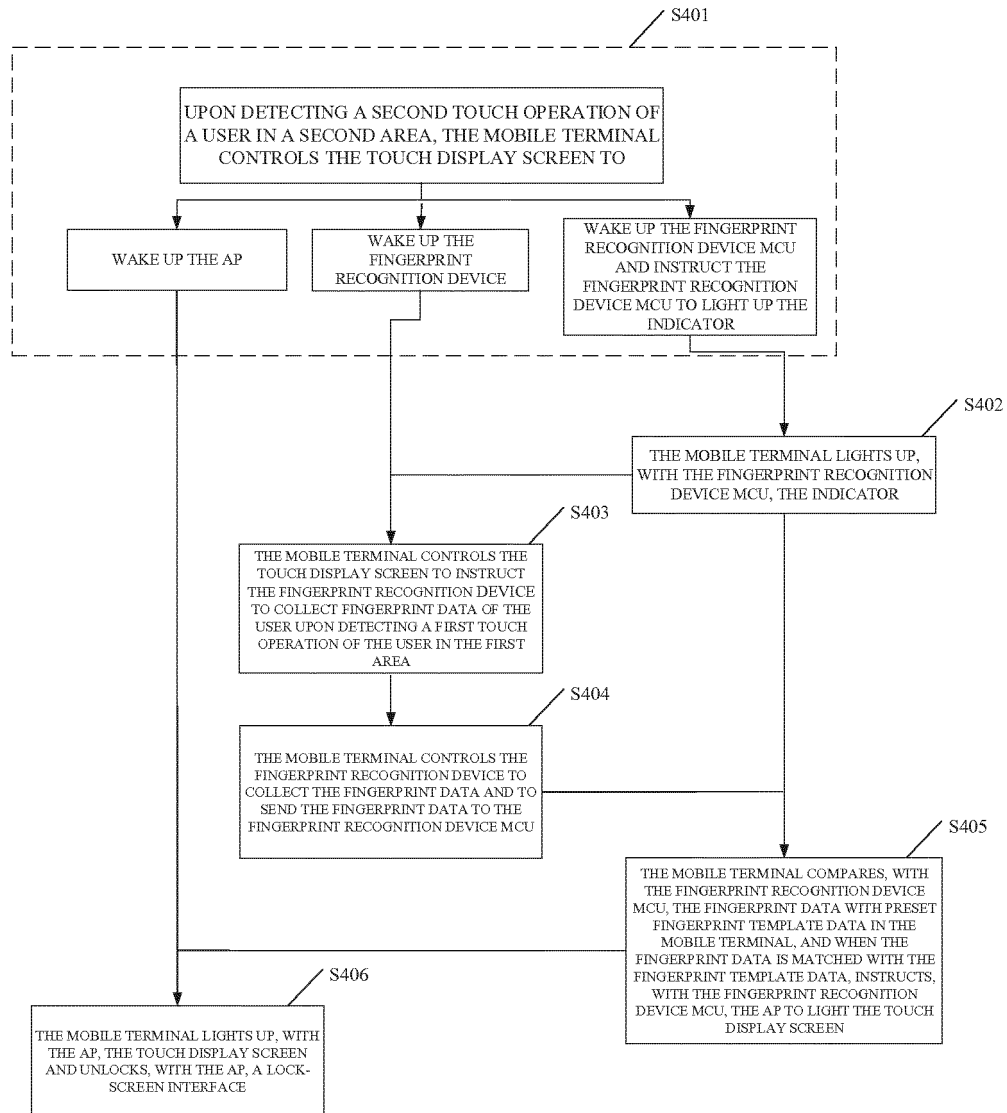 S401
UPON DETECTING A SECOND TOUCH OPERATION OF
A USER IN A SECOND AREA, THE MOBILE TERMINAL
CONTROLS THE TOUCH DISPLAY SCREEN TO
WAKE UP THE AP
WAKE UP THE
FINGERPRINT
RECOGNITION DEVICE
WAKE UP THE FINGERPRINT
RECOGNITION DEVICE MCU
AND INSTRUCT THE
FINGERPRINT RECOGNITION
DEVICE MCU TO LIGHT UP THE
INDICATOR
S402
THE MOBILE TERMINAL LIGHTS UP,
WITH THE FINGERPRINT RECOGNITION
DEVICE MCU, THE INDICATOR
S403
THE MOBILE TERMINAL CONTROLS THE
TOUCH DISPLAY SCREEN TO INSTRUCT
THE FINGERPRINT RECOGNITION DEVICE
TO COLLECT FINGERPRINT DATA OF THE
USER UPON DETECTING A FIRST TOUCH
OPERATION OF THE USER IN THE FIRST
AREA
S404
THE MOBILE TERMINAL CONTROLS THE
FINGERPRINT RECOGNITION DEVICE TO
COLLECT THE FINGERPRINT DATA AND TO
SEND THE FINGERPRINT DATA TO THE
FINGERPRINT RECOGNITION DEVICE MCU
S405
THE MOBILE TERMINAL COMPARES, WITH
THE FINGERPRINT RECOGNITION DEVICE
MCU, THE FINGERPRINT DATA WITH PRESET
FINGERPRINT TEMPLATE DATA IN THE
MOBILE TERMINAL, AND WHEN THE
FINGERPRINT DATA IS MATCHED WITH THE
FINGERPRINT TEMPLATE DATA, INSTRUCTS,
WITH THE FINGERPRINT RECOGNITION
DEVICE MCU, THE AP TO LIGHT THE TOUCH
DISPLAY SCREEN
S406
THE MOBILE TERMINAL LIGHTS UP, WITH
THE AP, THE TOUCH DISPLAY SCREEN
AND UNLOCKS, WITH THE AP, A LOCK-
SCREEN INTERFACE